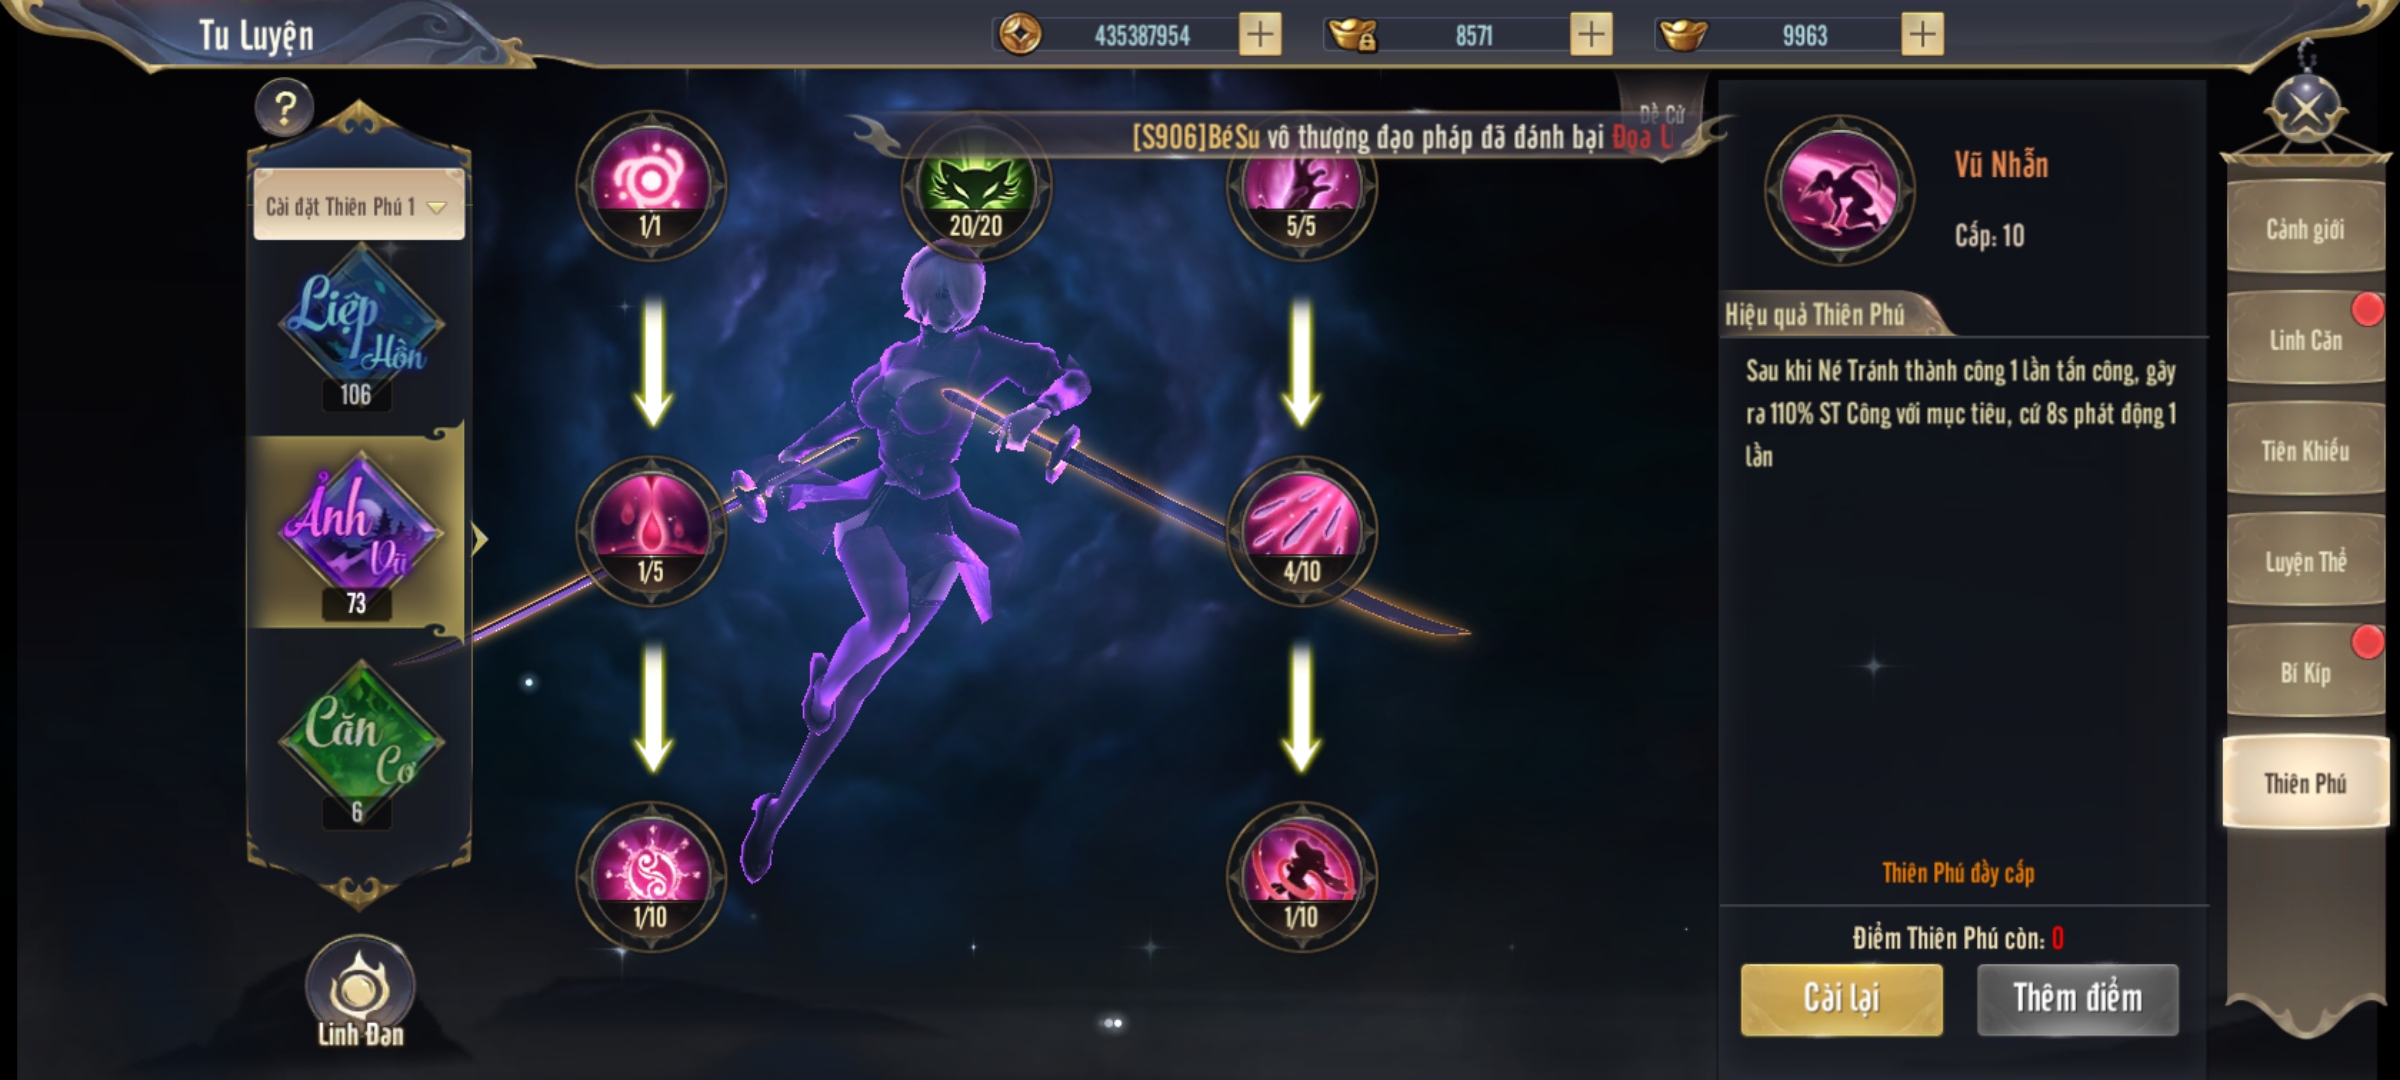 Tu Luyện
435387954
8571
9963
?
Cài đặt Thiên Phú 1
Liệp Hồn
106
Ảnh Vũ
73
Căn Cơ
6
Linh Đan
Đề Cử
[S906]BéSu vô thượng đạo pháp đã đánh bại Đọa
1/1
20/20
5/5
1/5
4/10
1/10
1/10
Vũ Nhẫn
Cấp: 10
Hiệu quả Thiên Phú
Sau khi Né Tránh thành công 1 lần tấn công, gây
ra 110% ST Công với mục tiêu, cứ 8s phát động 1
lần
Thiên Phú đầy cấp
Điểm Thiên Phú còn: 0
Cài lại
Thêm điểm
Cảnh giới
Linh Căn
Tiên Khiếu
Luyện Thể
Bí Kíp
Thiên Phú